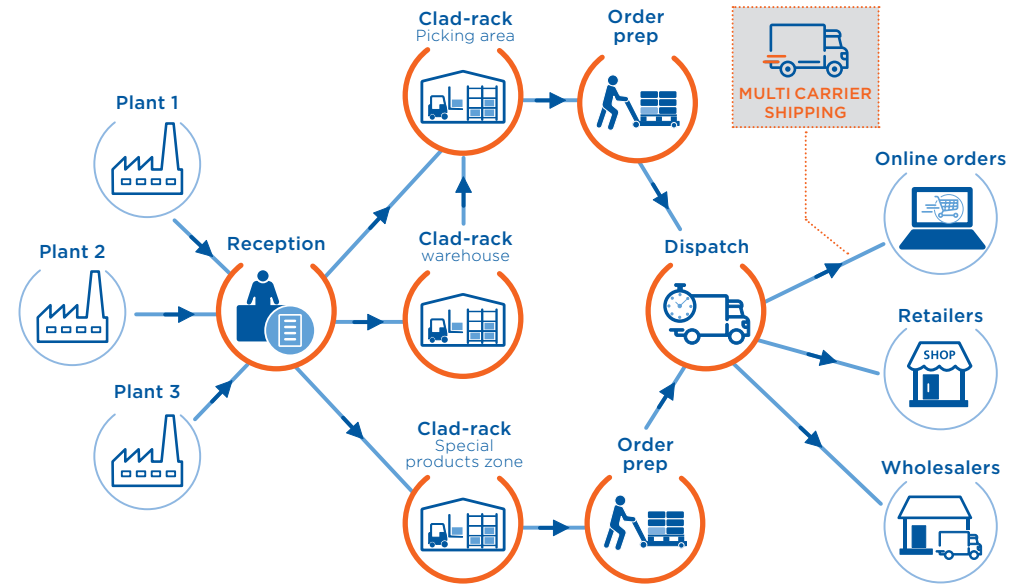 Clad-rack
Picking area
Order
prep
MULTI CARRIER
SHIPPING
Plant 1
Online orders
Plant 2
Reception
Clad-rack
warehouse
Dispatch
Retailers
SHOP
Plant 3
Clad-rack
Special
products zone
Order
prep
Wholesalers